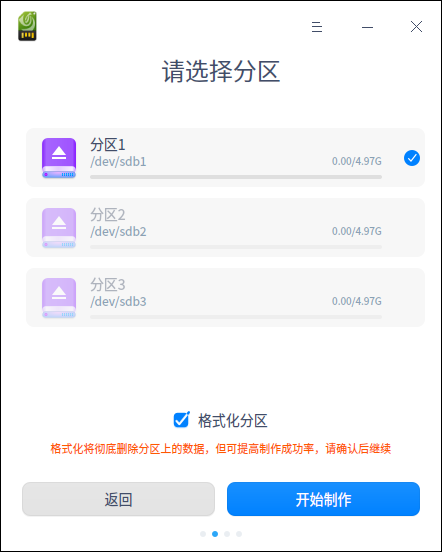 请选择分区
分区1
/dev/sdb1
0.00/4.97G
分区2
/dev/sdb2
0.00/4.97G
分区3
/dev/sdb3
0.00/4.97G
格式化分区
格式化将彻底删除分区上的数据，但可提高制作成功率，请确认后继续
返回
开始制作